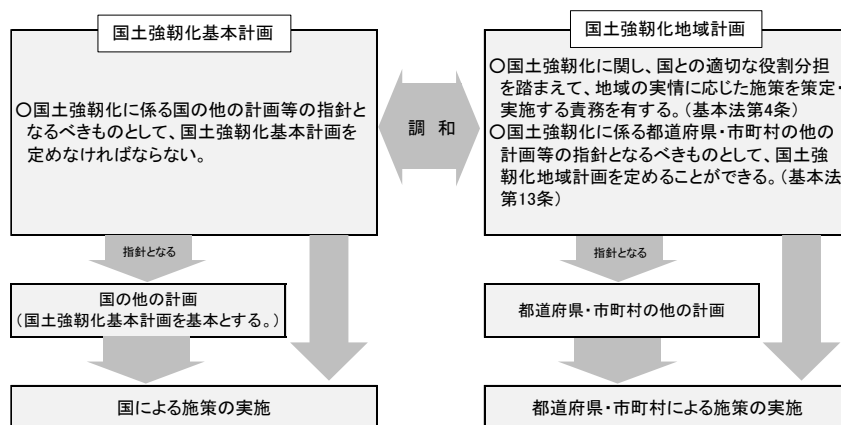 国土強靱化基本計画
〇国土強靱化に係る国の他の計画等の指針と
なるべきものとして、国土強靱化基本計画を
定めなければならない。
指針となる
国の他の計画
（国土強靱化基本計画を基本とする。）
国による施策の実施
調 和
国土強靱化地域計画
〇国土強靱化に関し、国との適切な役割分担
を踏まえて、地域の実情に応じた施策を策定・
実施する責務を有する。（基本法第4条）
〇国土強靱化に係る都道府県・市町村の他の
計画等の指針となるべきものとして、国土強
靱化地域計画を定めることができる。（基本法
第13条）
指針となる
都道府県・市町村の他の計画
都道府県・市町村による施策の実施